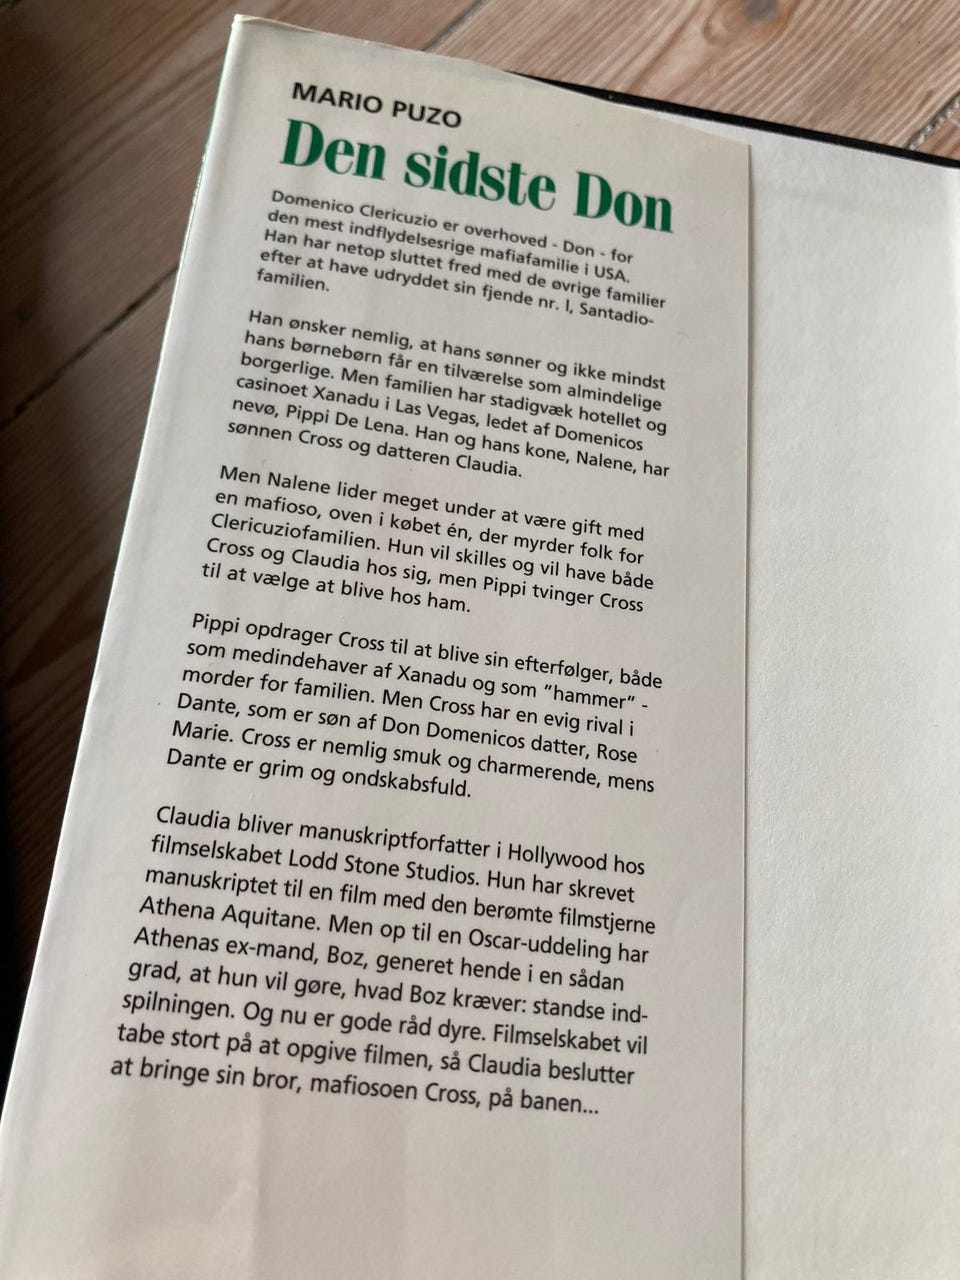 MARIO PUZO
Den sidste Don
Domenico Clericuzio er overhoved - Don - for
den mest indflydelsesrige mafiafamilie i USA.
Han har netop sluttet fred med de øvrige familier
efter at have udryddet sin fjende nr. I, Santadio-
familien.
Han ønsker nemlig, at hans sønner og ikke mindst
hans børnebørn får en tilværelse som almindelige
borgerlige. Men familien har stadigvæk hotellet og
casinoet Xanadu i Las Vegas, ledet af Domenicos
nevø, Pippi De Lena. Han og hans kone, Nalene, har
sønnen Cross og datteren Claudia.
Men Nalene lider meget under at være gift med
en mafioso, oven i købet én, der myrder folk for
Clericuziofamilien. Hun vil skilles og vil have både
Cross og Claudia hos sig, men Pippi tvinger Cross
til at vælge at blive hos ham.
Pippi opdrager Cross til at blive sin efterfølger, både
som medindehaver af Xanadu og som "hammer" -
morder for familien. Men Cross har en evig rival i
Dante, som er søn af Don Domenicos datter, Rose
Marie. Cross er nemlig smuk og charmerende, mens
Dante er grim og ondskabsfuld.
Claudia bliver manuskriptforfatter i Hollywood hos
filmselskabet Lodd Stone Studios. Hun har skrevet
manuskriptet til en film med den berømte filmstjerne
Athena Aquitane. Men op til en Oscar-uddeling har
Athenas ex-mand, Boz, generet hende i en sådan
grad, at hun vil gøre, hvad Boz kræver: standse ind-
spilningen. Og nu er gode råd dyre. Filmselskabet vil
tabe stort på at opgive filmen, så Claudia beslutter
at bringe sin bror, mafiosoen Cross, på banen...